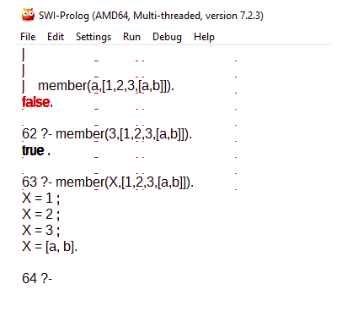 SWI-Prolog (AMD64, Multi-threaded, version 7.2.3)
File Edit Settings Run Debug Help
|
|
| member(a,[1,2,3,[a,b]]).
false.
62 ?- member(3,[1,2,3,[a,b]]).
true .
63 ?- member(X,[1,2,3,[a,b]]).
X = 1 ;
X = 2 ;
X = 3 ;
X = [a, b].
64 ?-